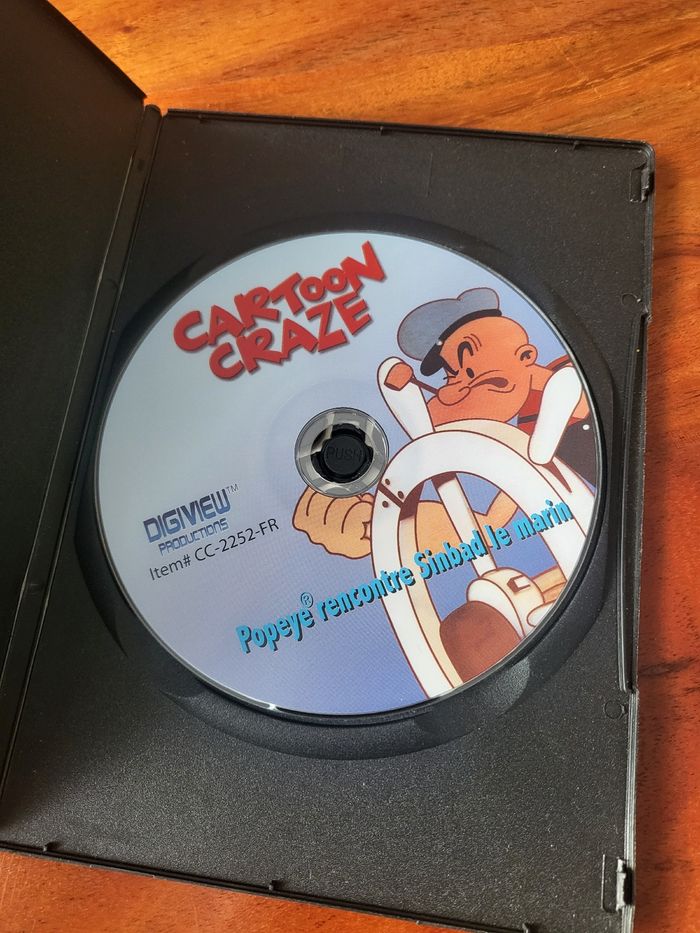 CARTOON
CRAZE
PUSH
DIGIVIEW™
PRODUCTIONS
Item# CC-2252-FR
Popeye® rencontre Sinbad le marin